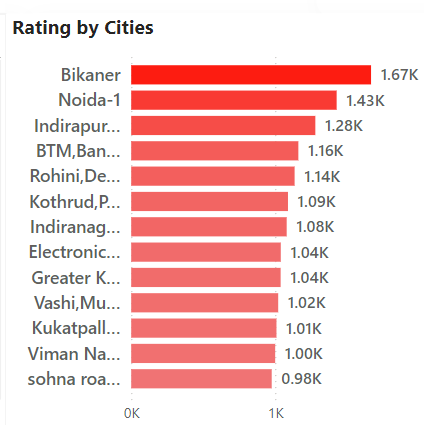 Rating by Cities
Bikaner 1.67K
Noida-1 1.43K
Indirapur... 1.28K
BTM,Ban... 1.16K
Rohini,De... 1.14K
Kothrud,P... 1.09K
Indiranag... 1.08K
Electronic... 1.04K
Greater K... 1.04K
Vashi,Mu... 1.02K
Kukatpall... 1.01K
Viman Na... 1.00K
sohna roa... 0.98K
0K 1K